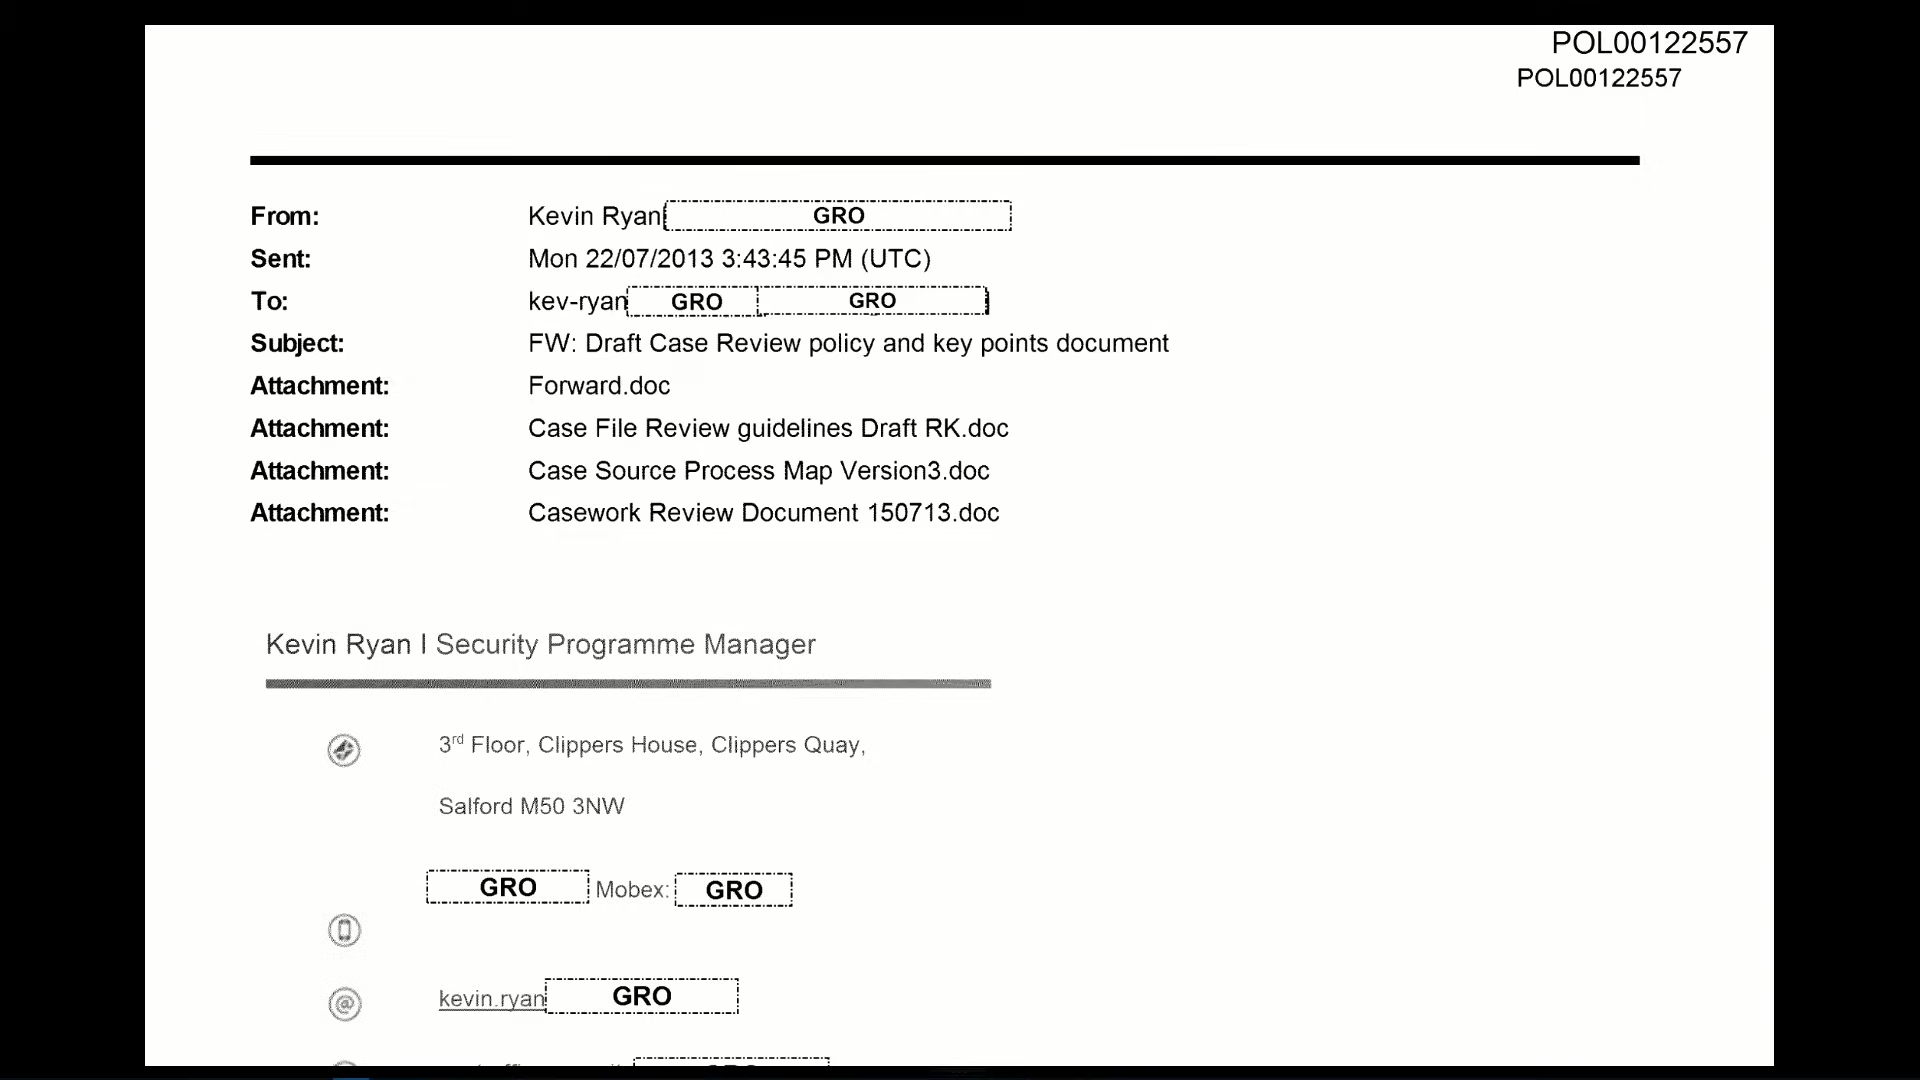 POL00122557
POL00122557
From: Kevin Ryan GRO
Sent: Mon 22/07/2013 3:43:45 PM (UTC)
To: kev-ryan GRO GRO
Subject: FW: Draft Case Review policy and key points document
Attachment: Forward.doc
Attachment: Case File Review guidelines Draft RK.doc
Attachment: Case Source Process Map Version3.doc
Attachment: Casework Review Document 150713.doc
Kevin Ryan I Security Programme Manager
3rd Floor, Clippers House, Clippers Quay,
Salford M50 3NW
GRO Mobex: GRO
kevin.ryan GRO